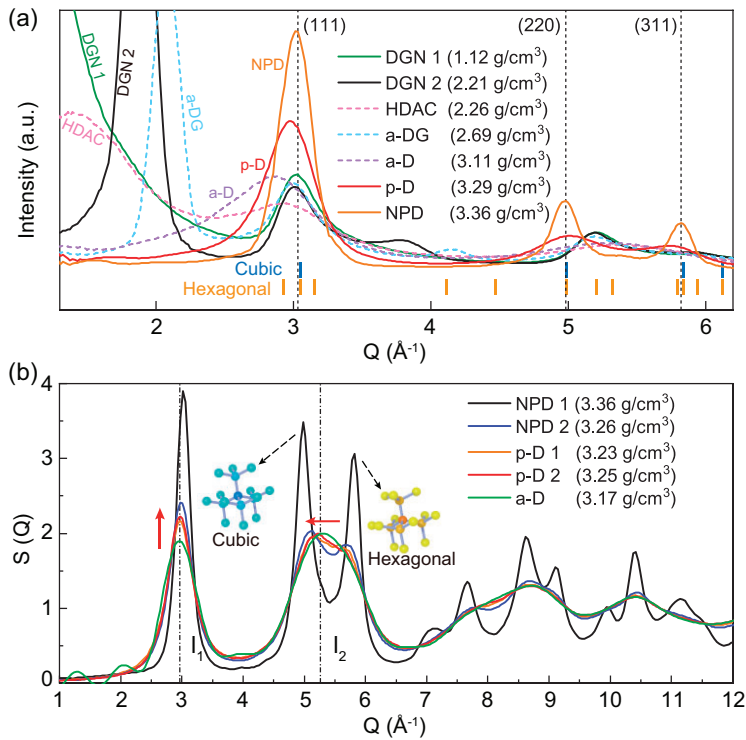 (a)
(111)
(220)
(311)
DGN 1
DGN 2
HDAC
a-DG
NPD
p-D
a-D
DGN 1 (1.12 g/cm³)
DGN 2 (2.21 g/cm³)
HDAC (2.26 g/cm³)
a-DG (2.69 g/cm³)
a-D (3.11 g/cm³)
p-D (3.29 g/cm³)
NPD (3.36 g/cm³)
Intensity (a.u.)
Cubic
Hexagonal
2 3 4 5 6
Q (Å⁻¹)
(b)
4
3
2
1
0
S (Q)
NPD 1 (3.36 g/cm³)
NPD 2 (3.26 g/cm³)
p-D 1 (3.23 g/cm³)
p-D 2 (3.25 g/cm³)
a-D (3.17 g/cm³)
Cubic
Hexagonal
I₁
I₂
1 2 3 4 5 6 7 8 9 10 11 12
Q (Å⁻¹)